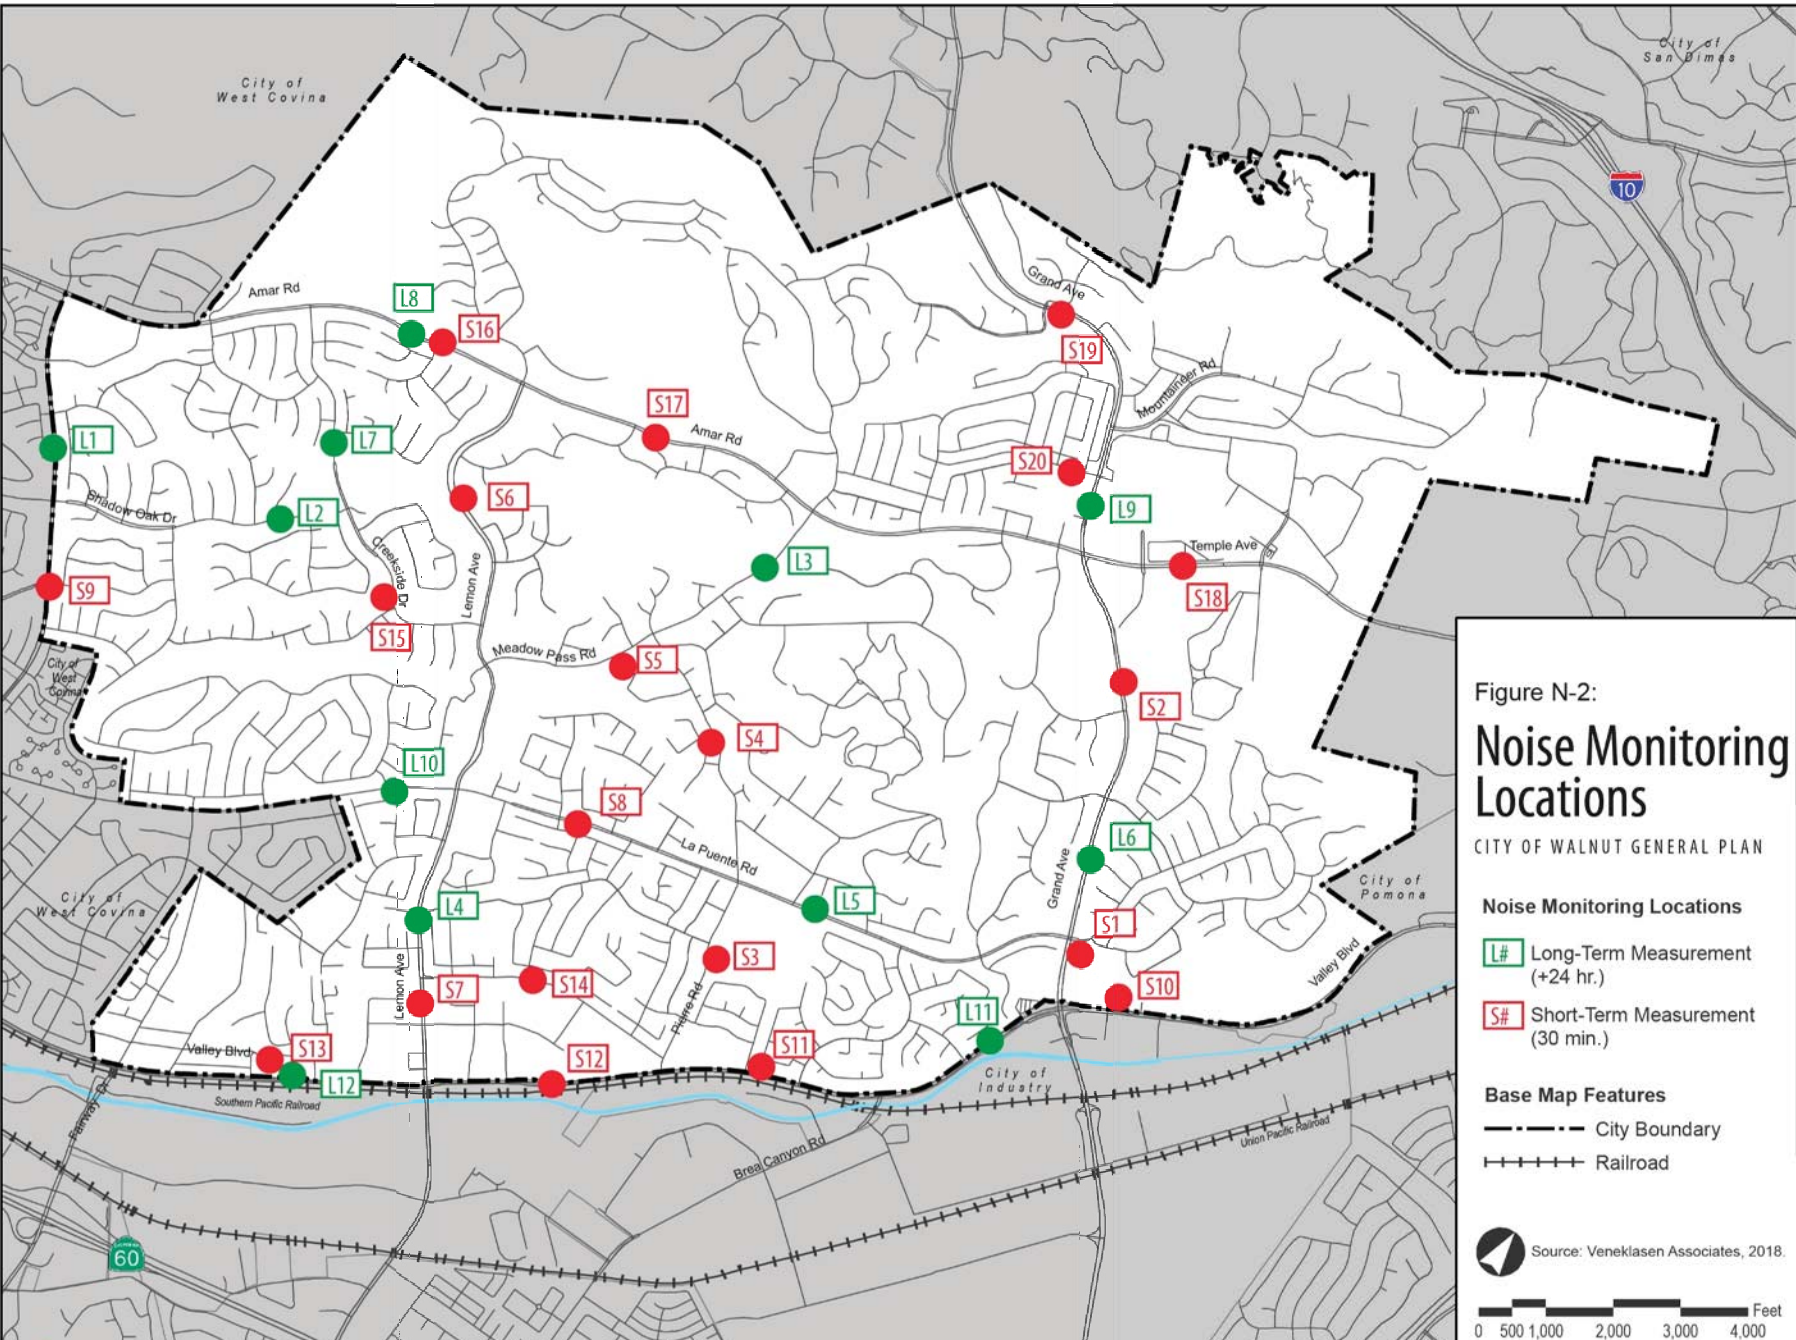 City of
West Covina
City of
San Dimas
10
Grand Ave
Amar Rd
L8
S16
S19
Mountaineer Rd
S17
Amar Rd
L1
L7
S20
S6
L9
Shadow Oak Dr
L2
Creekside Dr
Lemon Ave
L3
Temple Ave
S9
S18
S15
Meadow Pass Rd
S5
City of
West
Covina
S2
S4
L10
S8
L6
La Puente Rd
Grand Ave
City of
Pomona
City of
West Covina
L4
L5
S1
Valley Blvd
S3
Lemon Ave
S7
S14
Pierre Rd
S10
L11
Valley Blvd
S13
S12
S11
L12
City of
Industry
Southern Pacific Railroad
Fairway Dr
Brea Canyon Rd
Union Pacific Railroad
60
Figure N-2:
Noise Monitoring
Locations
CITY OF WALNUT GENERAL PLAN
Noise Monitoring Locations
L# Long-Term Measurement
(+24 hr.)
S# Short-Term Measurement
(30 min.)
Base Map Features
City Boundary
Railroad
Source: Veneklasen Associates, 2018.
Feet
0 500 1,000 2,000 3,000 4,000